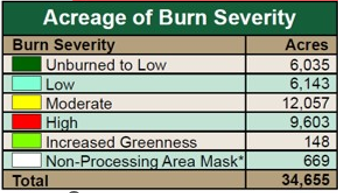 Acreage of Burn Severity
Burn Severity Acres
Unburned to Low 6,035
Low 6,143
Moderate 12,057
High 9,603
Increased Greenness 148
Non-Processing Area Mask* 669
Total 34,655